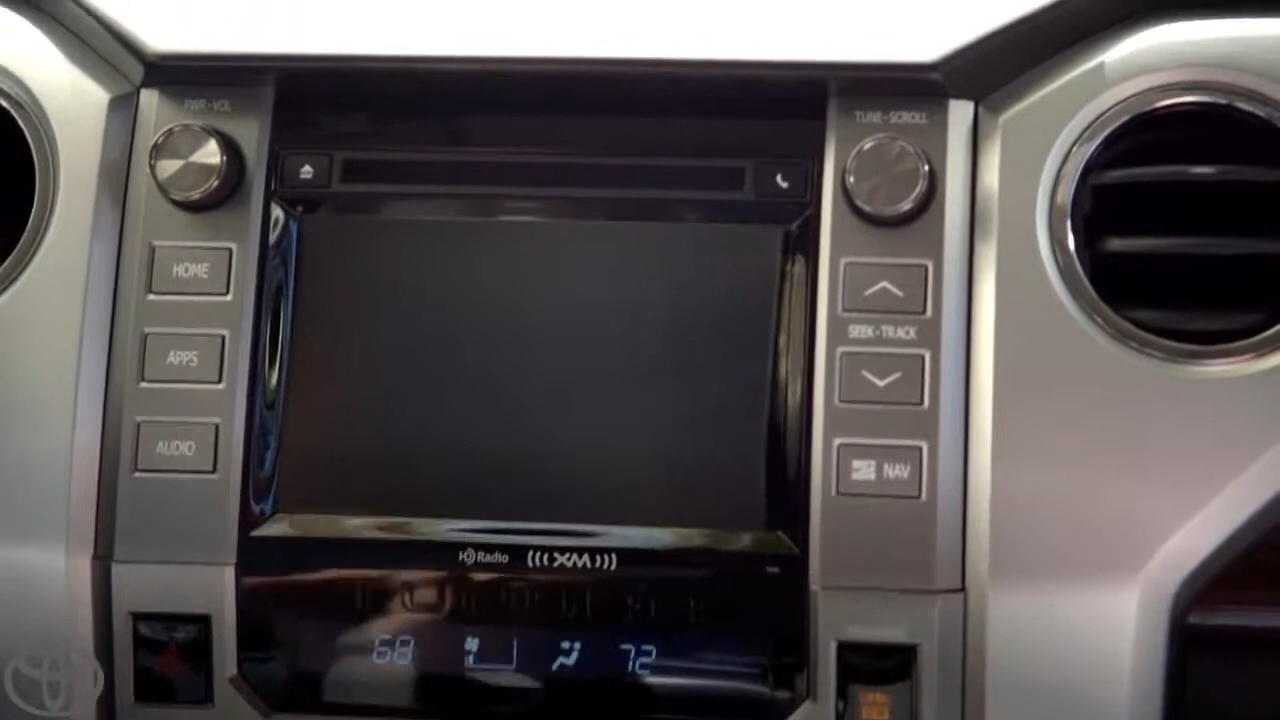 PWR•VOL
TUNE•SCROLL
HOME
APPS
SEEK•TRACK
AUDIO
NAV
HD Radio
(((XM)))
68
72